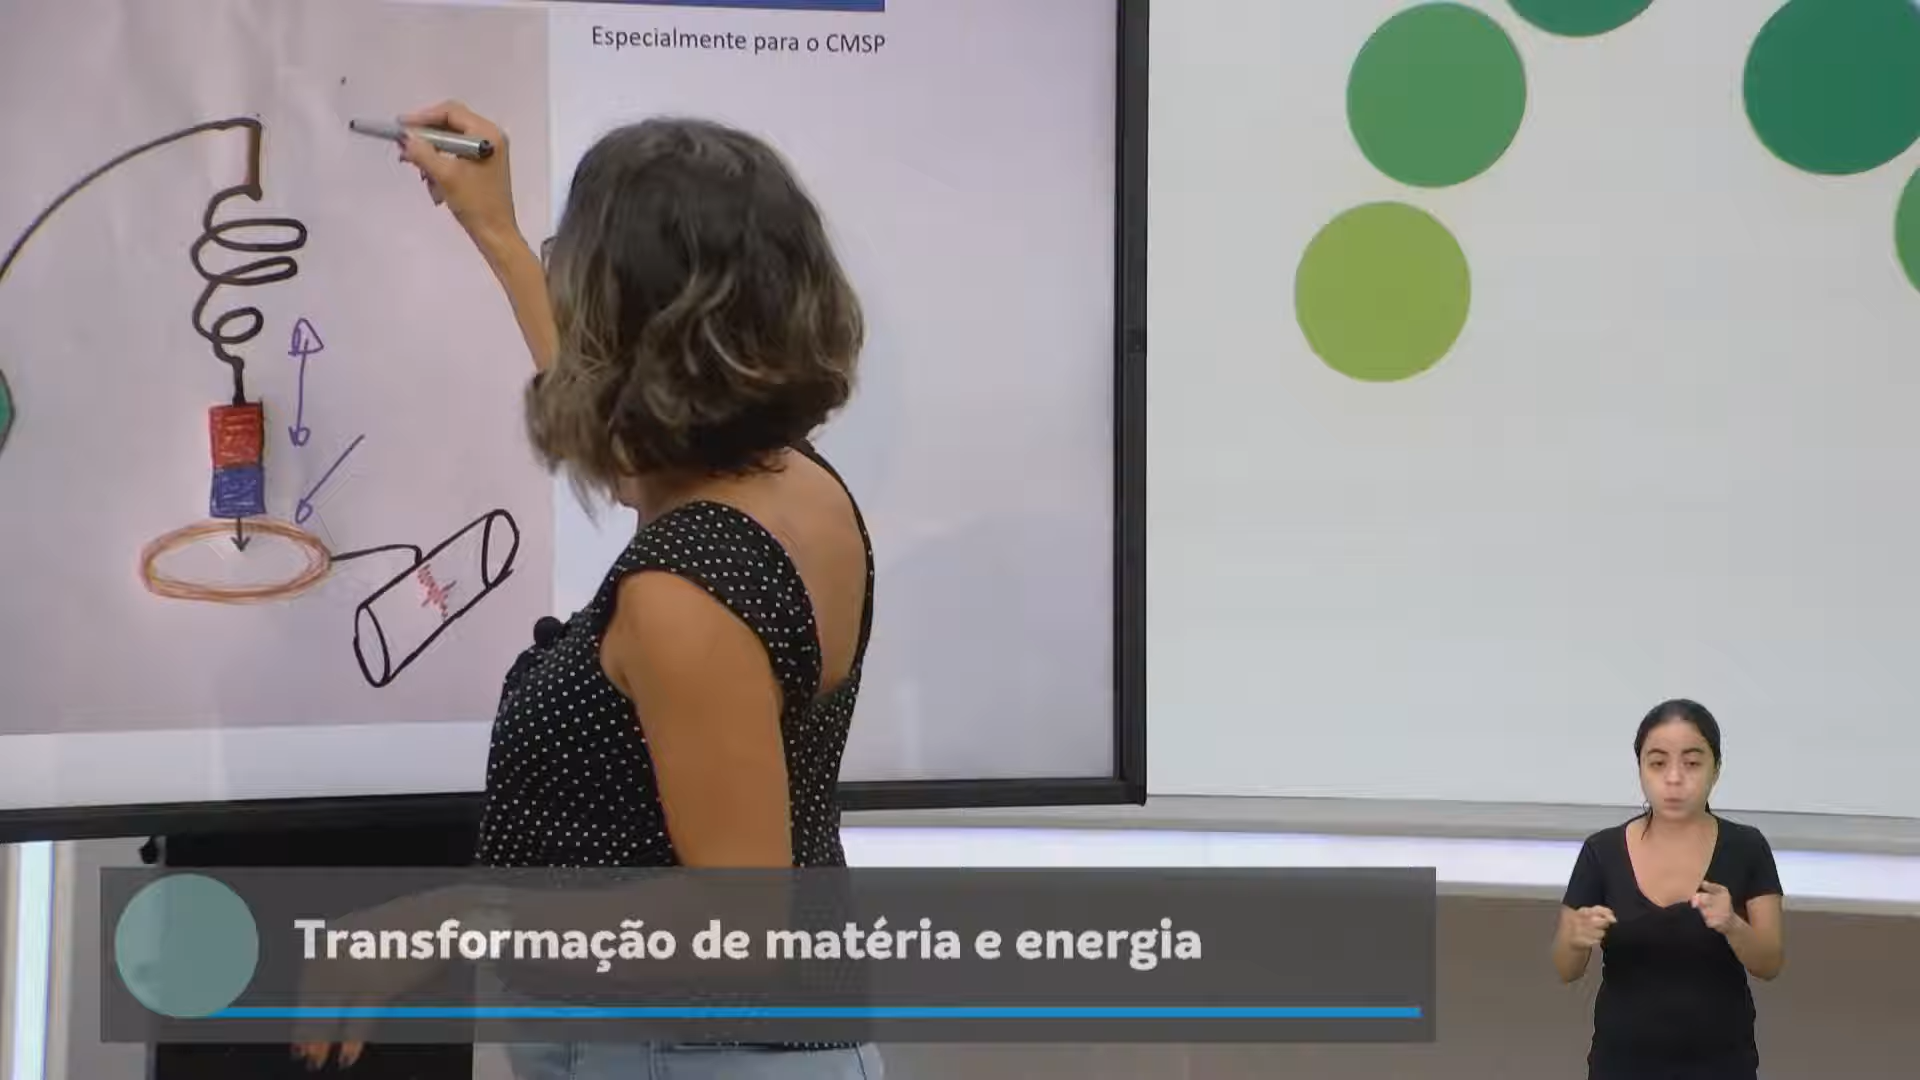 Especialmente para o CMSP
Transformação de matéria e energia